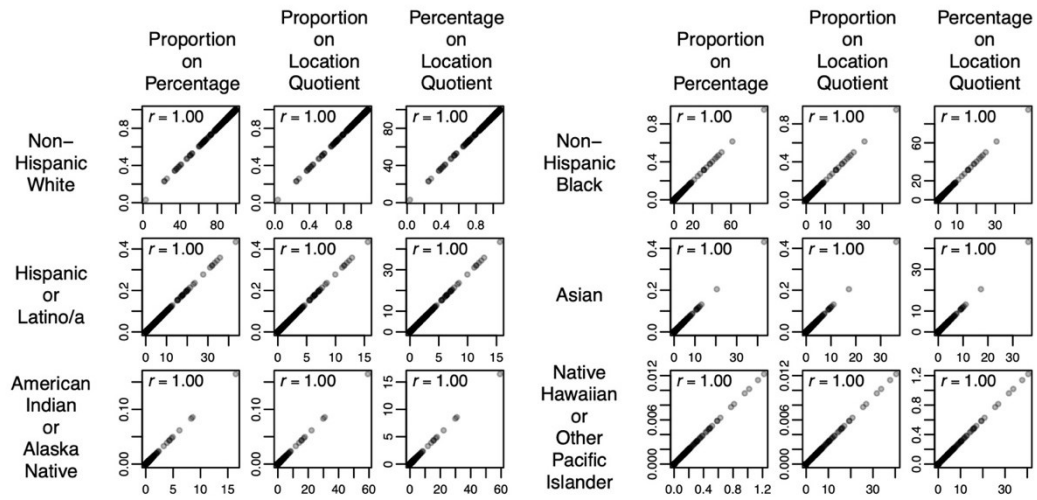 Proportion
on
Percentage
Proportion
on
Location
Quotient
Percentage
on
Location
Quotient
Non−
Hispanic
White
r = 1.00
0.0 0.4 0.8
0 40 80
r = 1.00
0.0 0.4 0.8
0.0 0.4 0.8
r = 1.00
0 40 80
0.0 0.4 0.8
Hispanic
or
Latino/a
r = 1.00
0.0 0.2 0.4
0 10 30
r = 1.00
0.0 0.2 0.4
0 5 10 15
r = 1.00
0 10 30
0 5 10 15
American
Indian
or
Alaska
Native
r = 1.00
0.00 0.10
0 5 10 15
r = 1.00
0.00 0.10
0 20 40 60
r = 1.00
0 5 10 15
0 20 40 60
Proportion
on
Percentage
Proportion
on
Location
Quotient
Percentage
on
Location
Quotient
Non−
Hispanic
Black
r = 1.00
0.0 0.4 0.8
0 20 60
r = 1.00
0.0 0.4 0.8
0 10 30
r = 1.00
0 20 60
0 10 30
Asian
r = 1.00
0.0 0.2 0.4
0 10 30
r = 1.00
0.0 0.2 0.4
0 10 30
r = 1.00
0 10 30
0 10 20 30
Native
Hawaiian
or
Other
Pacific
Islander
r = 1.00
0.000 0.006 0.012
0.0 0.4 0.8 1.2
r = 1.00
0.000 0.006 0.012
0 20 40
r = 1.00
0.0 0.4 0.8 1.2
0 10 20 30 40